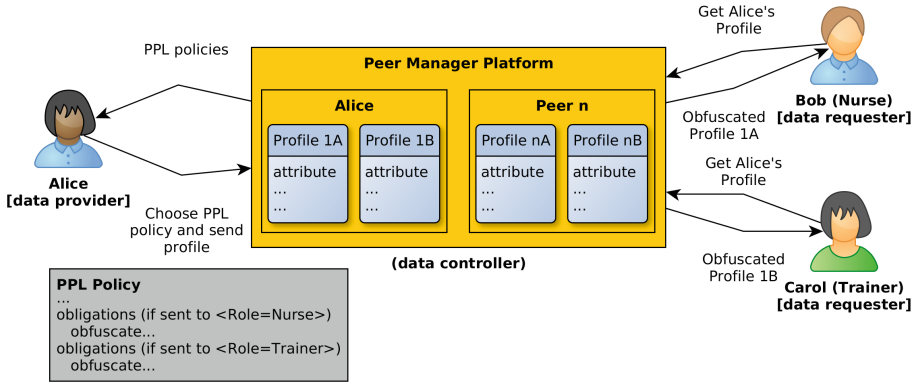 PPL policies
Alice
[data provider]
Choose PPL
policy and send
profile
Peer Manager Platform
Alice
Profile 1A
attribute
...
...
Profile 1B
attribute
...
...
Peer n
Profile nA
attribute
...
...
Profile nB
attribute
...
...
(data controller)
Get Alice's
Profile
Bob (Nurse)
[data requester]
Obfuscated
Profile 1A
Get Alice's
Profile
Obfuscated
Profile 1B
Carol (Trainer)
[data requester]
PPL Policy
...
obligations (if sent to <Role=Nurse>)
obfuscate...
obligations (if sent to <Role=Trainer>)
obfuscate...